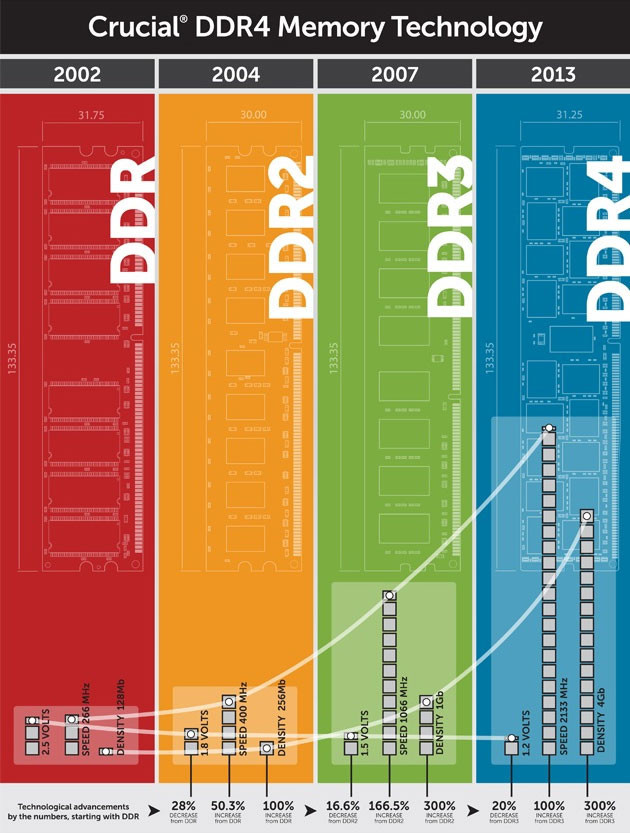 Crucial® DDR4 Memory Technology
2002
2004
2007
2013
31.75
30.00
30.00
31.25
DDR
DDR2
DDR3
DDR4
133.35
133.35
133.35
133.35
2.5 VOLTS
SPEED 266 MHz
DENSITY 128Mb
1.8 VOLTS
SPEED 400 MHz
DENSITY 256Mb
1.5 VOLTS
SPEED 1066 MHz
DENSITY 1Gb
1.2 VOLTS
SPEED 2133 MHz
DENSITY 4Gb
Technological advancements
by the numbers, starting with DDR
28%
DECREASE
from DDR
50.3%
INCREASE
from DDR
100%
INCREASE
from DDR
16.6%
DECREASE
from DDR2
166.5%
INCREASE
from DDR2
300%
INCREASE
from DDR2
20%
DECREASE
from DDR3
100%
INCREASE
from DDR3
300%
INCREASE
from DDR3